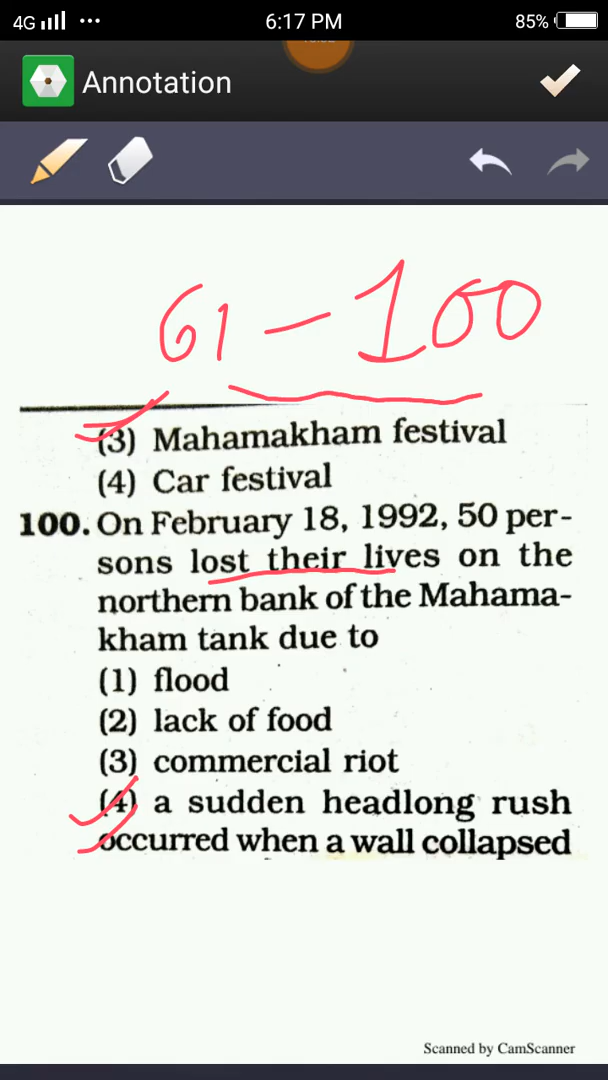 4G
6:17 PM
85%
Annotation
61 - 100
(3) Mahamakham festival
(4) Car festival
100. On February 18, 1992, 50 per-
sons lost their lives on the
northern bank of the Mahama-
kham tank due to
(1) flood
(2) lack of food
(3) commercial riot
(4) a sudden headlong rush
occurred when a wall collapsed
Scanned by CamScanner